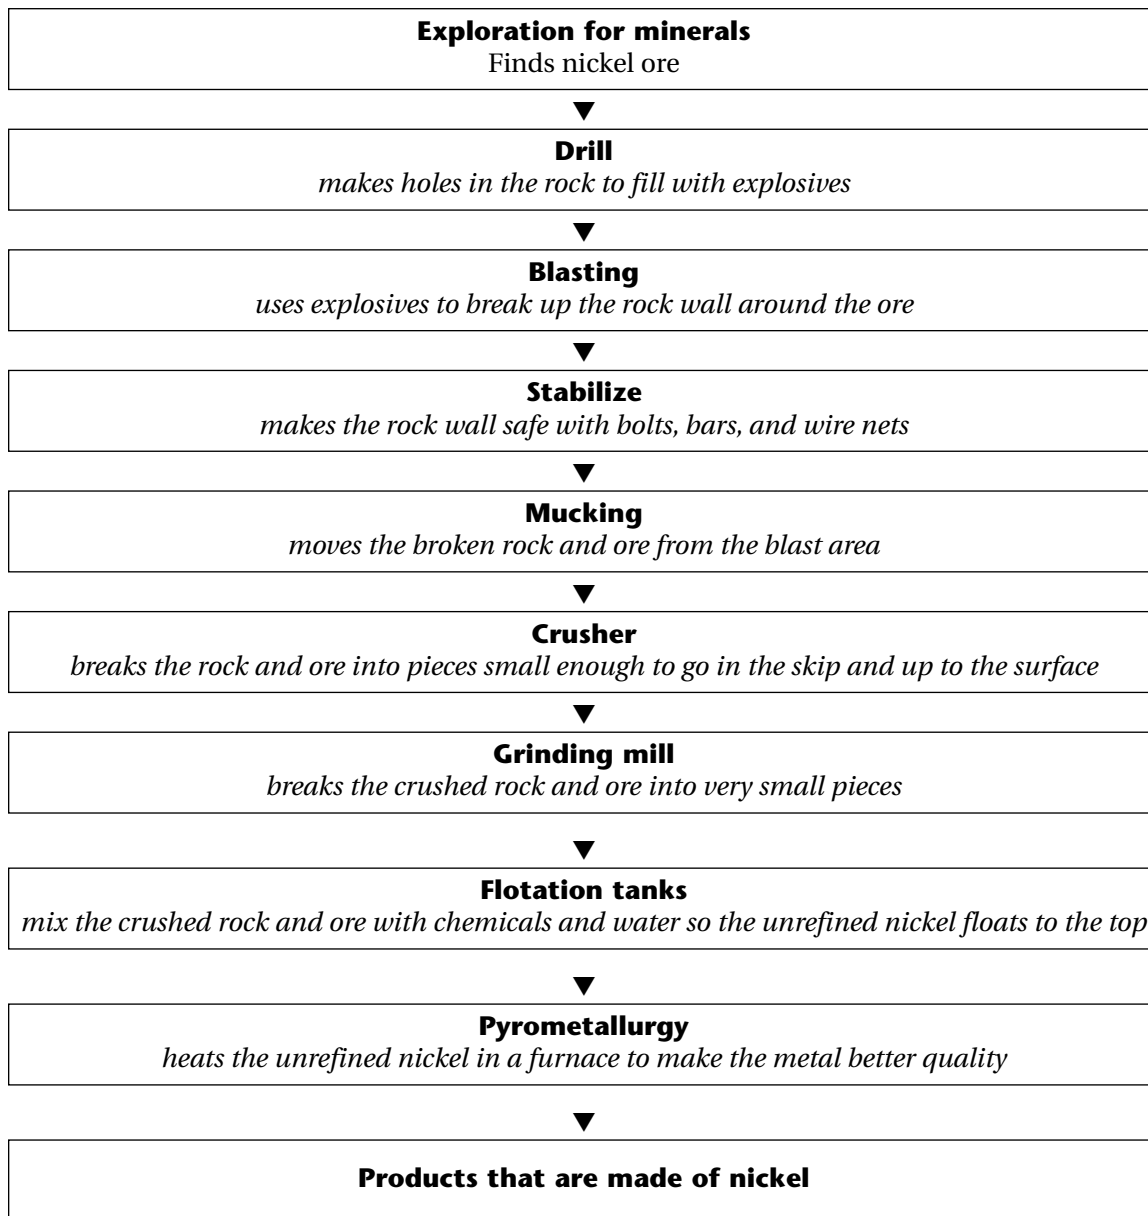 Exploration for minerals
Finds nickel ore
Drill
makes holes in the rock to fill with explosives
Blasting
uses explosives to break up the rock wall around the ore
Stabilize
makes the rock wall safe with bolts, bars, and wire nets
Mucking
moves the broken rock and ore from the blast area
Crusher
breaks the rock and ore into pieces small enough to go in the skip and up to the surface
Grinding mill
breaks the crushed rock and ore into very small pieces
Flotation tanks
mix the crushed rock and ore with chemicals and water so the unrefined nickel floats to the top
Pyrometallurgy
heats the unrefined nickel in a furnace to make the metal better quality
Products that are made of nickel